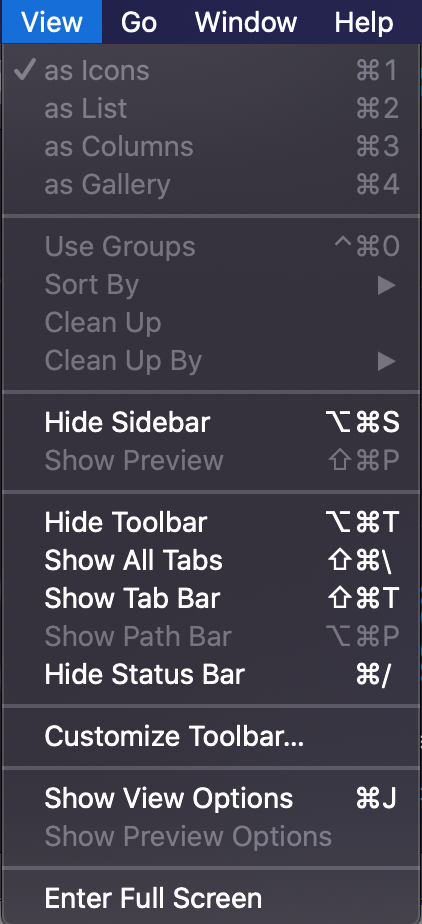 View Go Window Help
✓ as Icons ⌘1
as List ⌘2
as Columns ⌘3
as Gallery ⌘4
Use Groups ^⌘0
Sort By ▶
Clean Up
Clean Up By ▶
Hide Sidebar ⌥⌘S
Show Preview ⇧⌘P
Hide Toolbar ⌥⌘T
Show All Tabs ⇧⌘\
Show Tab Bar ⇧⌘T
Show Path Bar ⌥⌘P
Hide Status Bar ⌘/
Customize Toolbar...
Show View Options ⌘J
Show Preview Options
Enter Full Screen